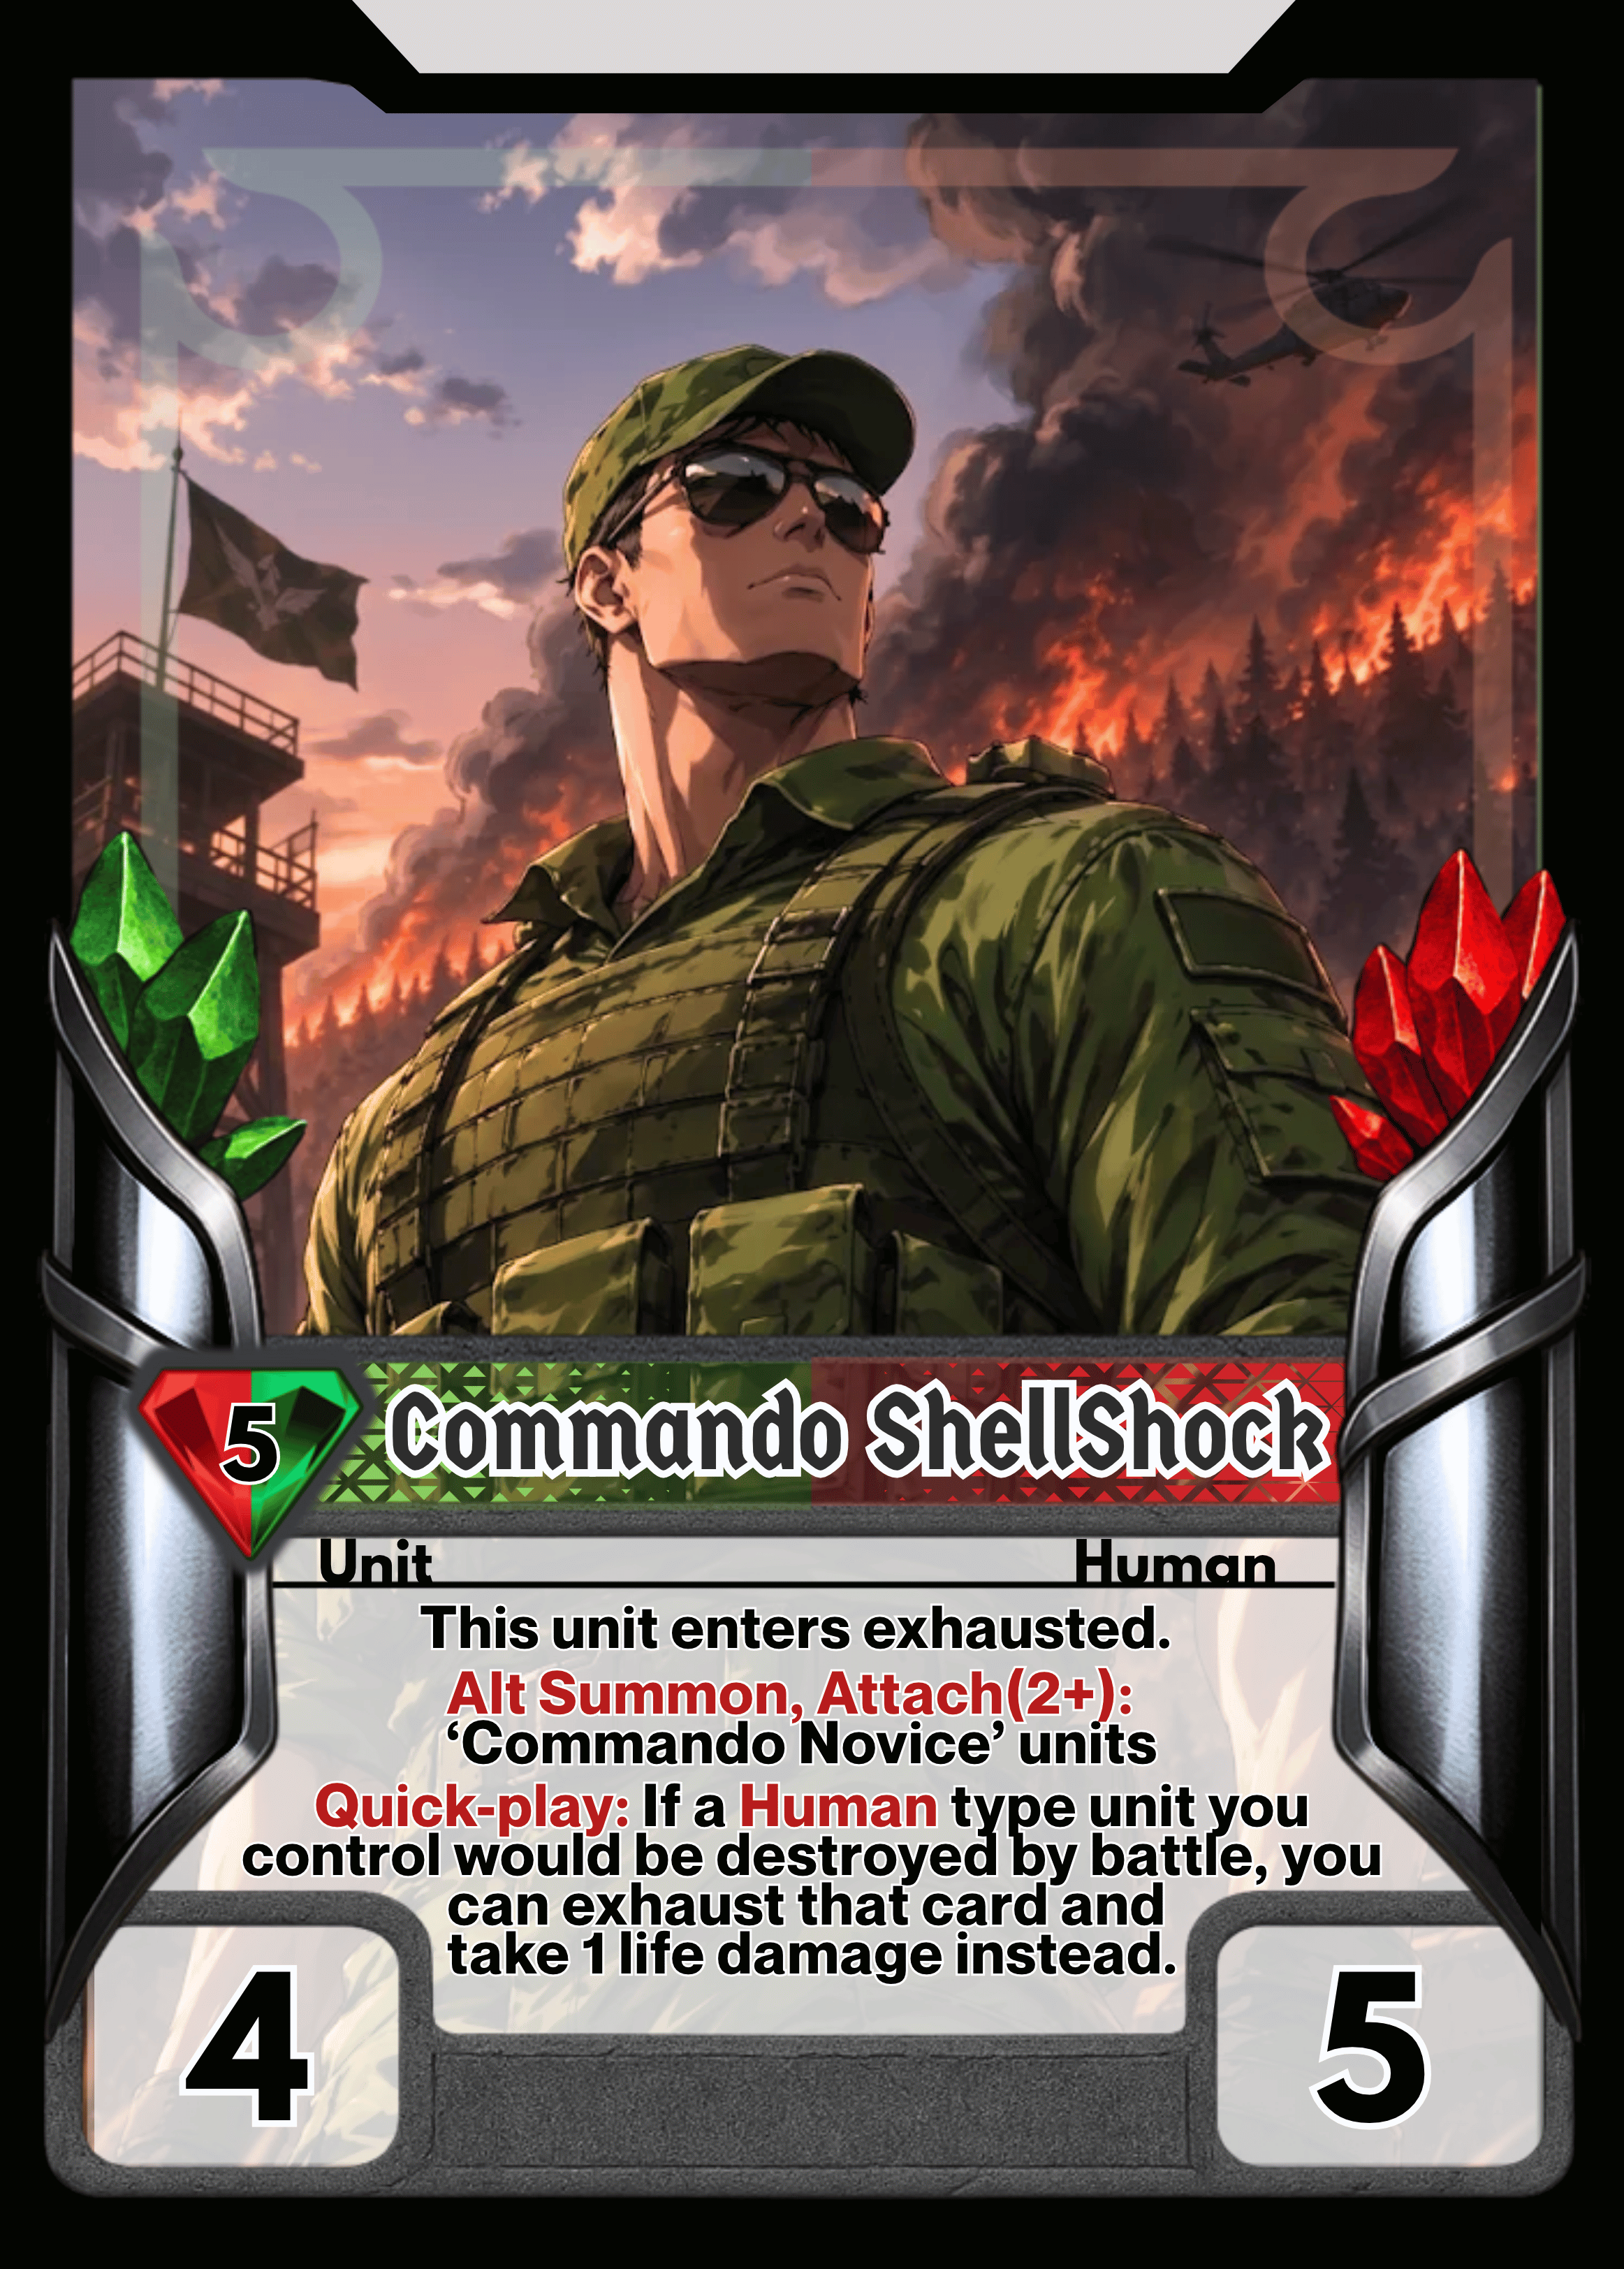 5
Commando ShellShock
Unit Human
This unit enters exhausted.
Alt Summon, Attach(2+):
‘Commando Novice’ units
Quick-play: If a Human type unit you
control would be destroyed by battle, you
can exhaust that card and
take 1 life damage instead.
4 5